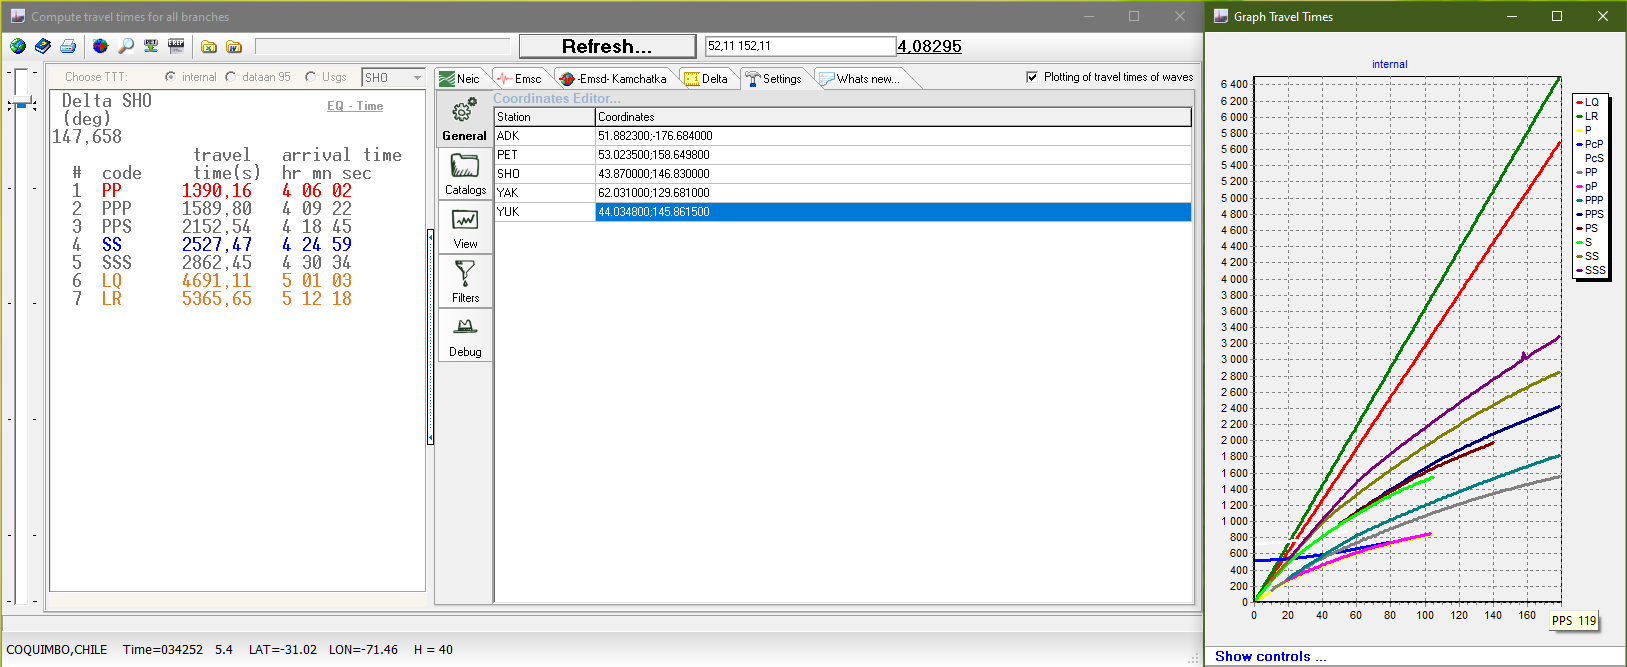 Compute travel times for all branches
Refresh...
52,11 152,11
4,08295
Choose TTT: internal dataan 95 Usgs SHO
Delta SHO
EQ - Time
(deg)
147,658
travel arrival time
# code time(s) hr mn sec
1 PP 1390,16 4 06 02
2 PPP 1589,80 4 09 22
3 PPS 2152,54 4 18 45
4 SS 2527,47 4 24 59
5 SSS 2862,45 4 30 34
6 LQ 4691,11 5 01 03
7 LR 5365,65 5 12 18
Neic Emsc -Emsd- Kamchatka Delta Settings Whats new...
Plotting of travel times of waves
General
Catalogs
View
Filters
Debug
Coordinates Editor...
Station Coordinates
ADK 51.882300;-176.684000
PET 53.023500;158.649800
SHO 43.870000;146.830000
YAK 62.031000;129.681000
YUK 44.034800;145.861500
COQUIMBO,CHILE Time=034252 5.4 LAT=-31.02 LON=-71.46 H = 40
Graph Travel Times
internal
6 400
6 200
6 000
5 800
5 600
5 400
5 200
5 000
4 800
4 600
4 400
4 200
4 000
3 800
3 600
3 400
3 200
3 000
2 800
2 600
2 400
2 200
2 000
1 800
1 600
1 400
1 200
1 000
800
600
400
200
0
0 20 40 60 80 100 120 140 160
LQ
LR
P
PcP
PcS
PP
pP
PPP
PPS
PS
S
SS
SSS
PPS 119
Show controls ...